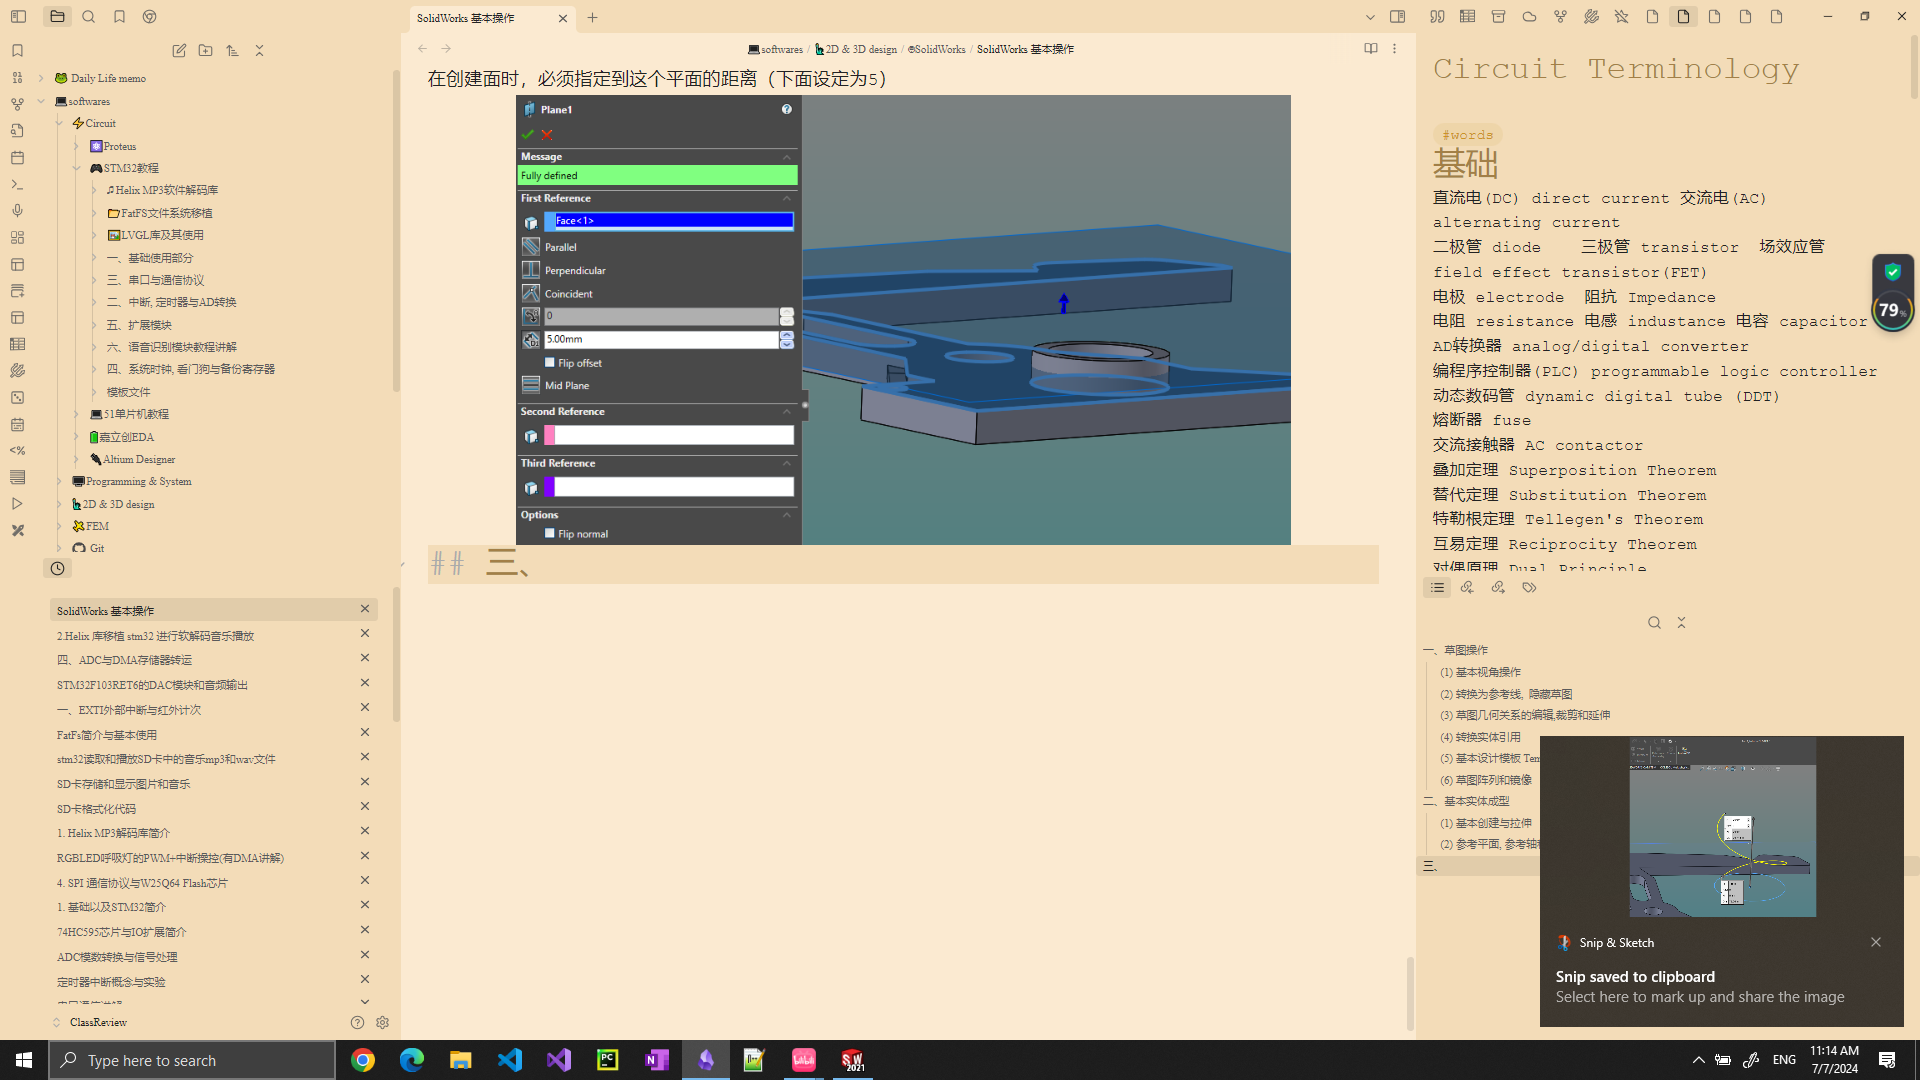 SolidWorks 基本操作
softwares / 2D & 3D design / SolidWorks / SolidWorks 基本操作
Daily Life memo
softwares
Circuit
Proteus
STM32教程
Helix MP3软件解码库
FatFS文件系统移植
LVGL库及其使用
一、基础使用部分
三、串口与通信协议
二、中断, 定时器与AD转换
五、扩展模块
六、语音识别模块教程讲解
四、系统时钟, 看门狗与备份寄存器
模板文件
51单片机教程
嘉立创EDA
Altium Designer
Programming & System
2D & 3D design
FEM
Git
SolidWorks 基本操作
2.Helix 库移植 stm32 进行软解码音乐播放
四、ADC与DMA存储器转运
STM32F103RET6的DAC模块和音频输出
一、EXTI外部中断与红外计次
FatFs简介与基本使用
stm32读取和播放SD卡中的音乐mp3和wav文件
SD卡存储和显示图片和音乐
SD卡格式化代码
1. Helix MP3解码库简介
RGBLED呼吸灯的PWM+中断操控(有DMA讲解)
4. SPI 通信协议与W25Q64 Flash芯片
1. 基础以及STM32简介
74HC595芯片与IO扩展简介
ADC模数转换与信号处理
定时器中断概念与实验
ClassReview
在创建面时，必须指定到这个平面的距离（下面设定为5）
Plane1
Message
Fully defined
First Reference
Face<1>
Parallel
Perpendicular
Coincident
0
5.00mm
Flip offset
Mid Plane
Second Reference
Third Reference
Options
Flip normal
## 三、
Circuit Terminology
#words
基础
直流电(DC) direct current 交流电(AC)
alternating current
二极管 diode 三极管 transistor 场效应管
field effect transistor(FET)
电极 electrode 阻抗 Impedance
电阻 resistance 电感 industance 电容 capacitor
AD转换器 analog/digital converter
编程序控制器(PLC) programmable logic controller
动态数码管 dynamic digital tube (DDT)
熔断器 fuse
交流接触器 AC contactor
叠加定理 Superposition Theorem
替代定理 Substitution Theorem
特勒根定理 Tellegen's Theorem
互易定理 Reciprocity Theorem
对偶原理 Dual Principle
79%
一、草图操作
(1) 基本视角操作
(2) 转换为参考线, 隐藏草图
(3) 草图几何关系的编辑,裁剪和延伸
(4) 转换实体引用
(5) 基本设计模板 Tem
(6) 草图阵列和镜像
二、基本实体成型
(1) 基本创建与拉伸
(2) 参考平面, 参考轴
三、
Snip & Sketch
Snip saved to clipboard
Select here to mark up and share the image
Type here to search
ENG
11:14 AM
7/7/2024